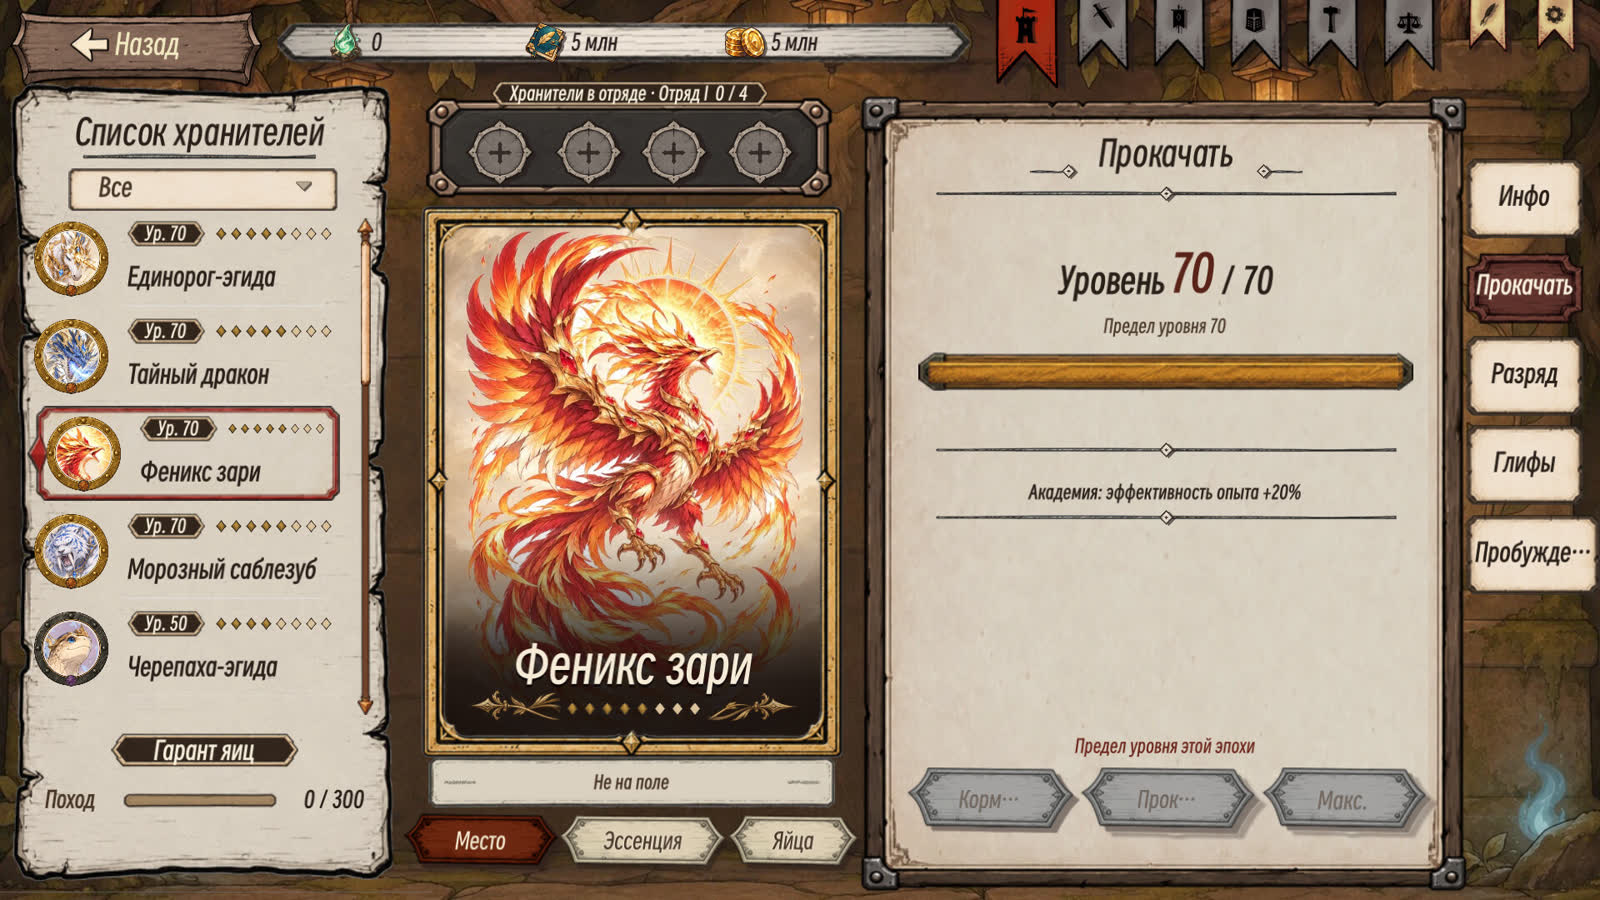 Назад
0
5 млн
5 млн
Список хранителей
Все
Ур. 70
Единорог-эгида
Ур. 70
Тайный дракон
Ур. 70
Феникс зари
Ур. 70
Морозный саблезуб
Ур. 50
Черепаха-эгида
Гарант яиц
Поход
0 / 300
Хранители в отряде · Отряд I 0 / 4
Феникс зари
Не на поле
Место
Эссенция
Яйца
Прокачать
Уровень 70 / 70
Предел уровня 70
Академия: эффективность опыта +20%
Предел уровня этой эпохи
Корм···
Прок···
Макс.
Инфо
Прокачать
Разряд
Глифы
Пробужде···